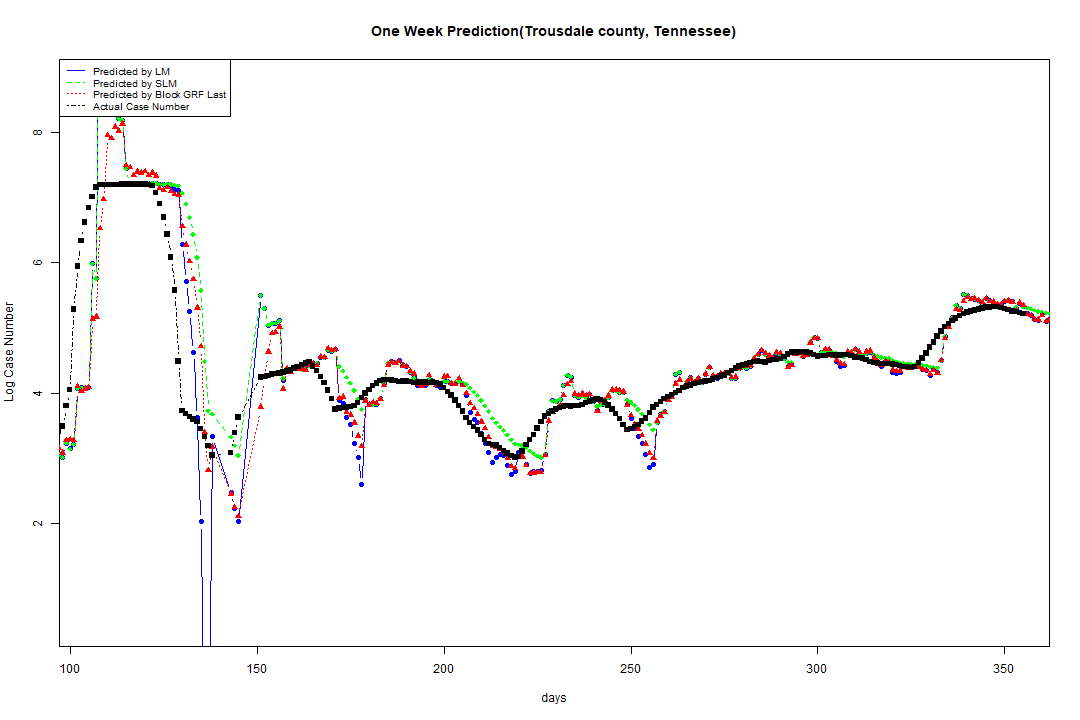 One Week Prediction(Trousdale county, Tennessee)
Predicted by LM
Predicted by SLM
Predicted by Block GRF Last
Actual Case Number
8
6
4
2
Log Case Number
100 150 200 250 300 350
days